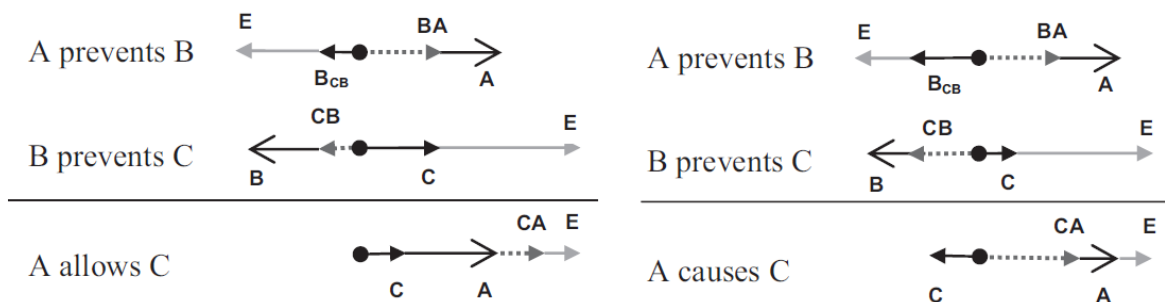 E BA
A prevents B
B_CB A
CB E
B prevents C
B C
CA E
A allows C
C A
E BA
A prevents B
B_CB A
CB E
B prevents C
B C
CA E
A causes C
C A